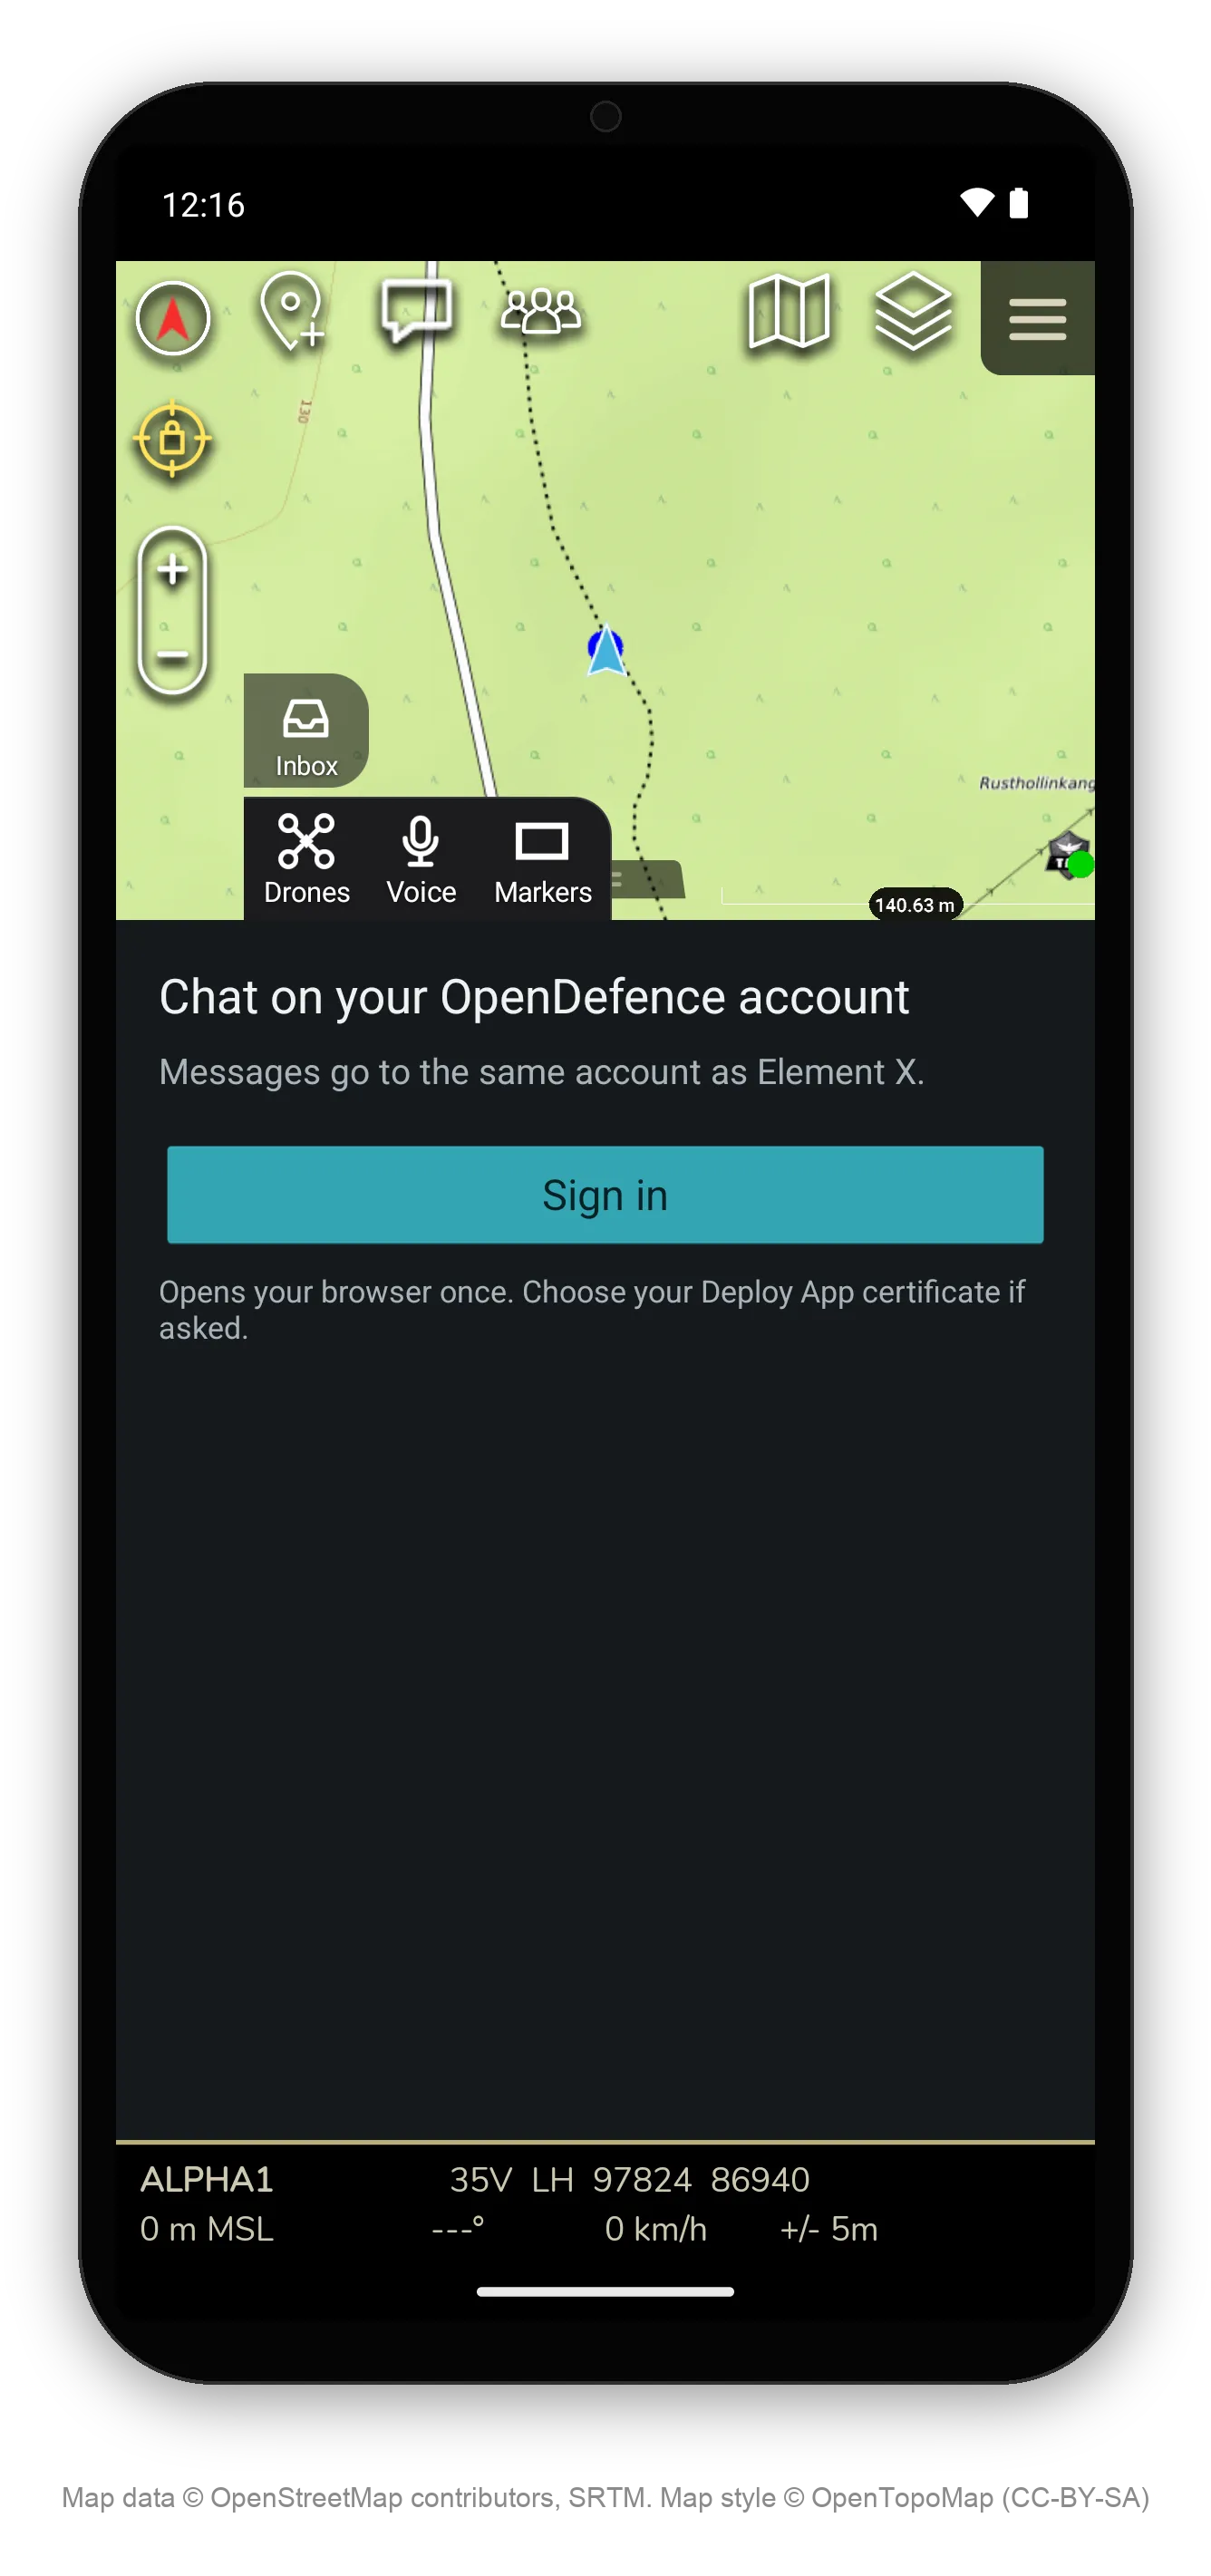 12:16
130
Inbox
Rusthollinkang
Drones
Voice
Markers
140.63 m
Chat on your OpenDefence account
Messages go to the same account as Element X.
Sign in
Opens your browser once. Choose your Deploy App certificate if
asked.
ALPHA1
35V LH 97824 86940
0 m MSL
---°
0 km/h
+/- 5m
Map data © OpenStreetMap contributors, SRTM. Map style © OpenTopoMap (CC-BY-SA)